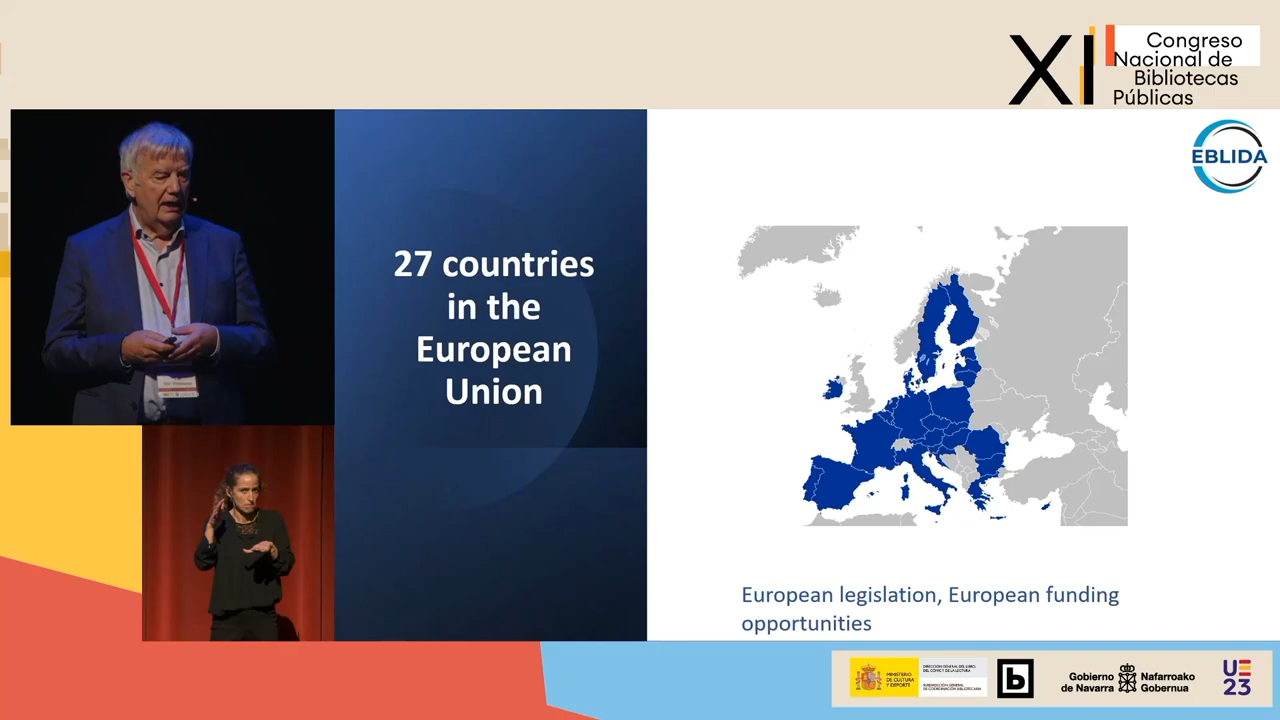 XI
Congreso
Nacional de
Bibliotecas
Públicas
EBLIDA
27 countries
in the
European
Union
European legislation, European funding
opportunities
MINISTERIO
DE CULTURA
Y DEPORTE
DIRECCIÓN GENERAL DEL LIBRO,
DEL CÓMIC Y DE LA LECTURA
SUBDIRECCIÓN GENERAL
DE COORDINACIÓN BIBLIOTECARIA
b
Gobierno
de Navarra
Nafarroako
Gobernua
UE
23